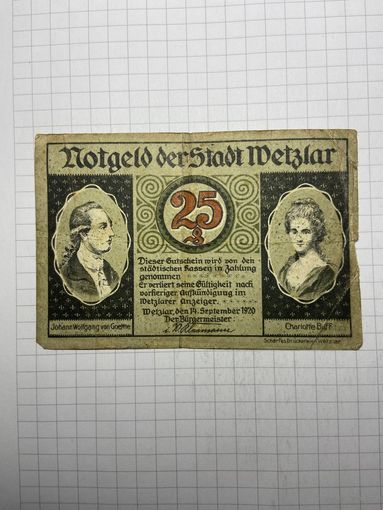 Notgeld der Stadt Wetzlar
25
₰
Dieser Gutschein wird von den
städtischen Kassen in Zahlung
genommen
Er verliert seine Gültigkeit nach
vorheriger Aufkündigung im
Wetzlarer Anzeiger.
Wetzlar, den 14. September 1920
Der Bürgermeister
Johann Wolfgang von Goethe
Charlotte Buff